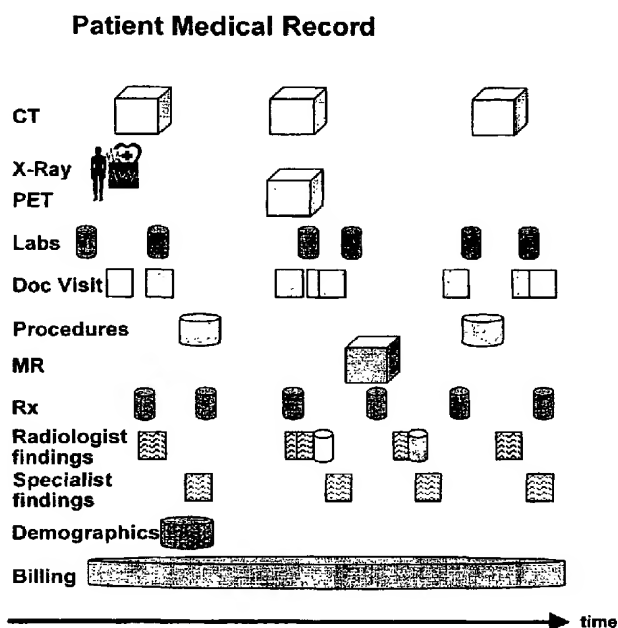 Patient Medical Record
CT
X-Ray
PET
Labs
Doc Visit
Procedures
MR
Rx
Radiologist
findings
Specialist
findings
Demographics
Billing
time